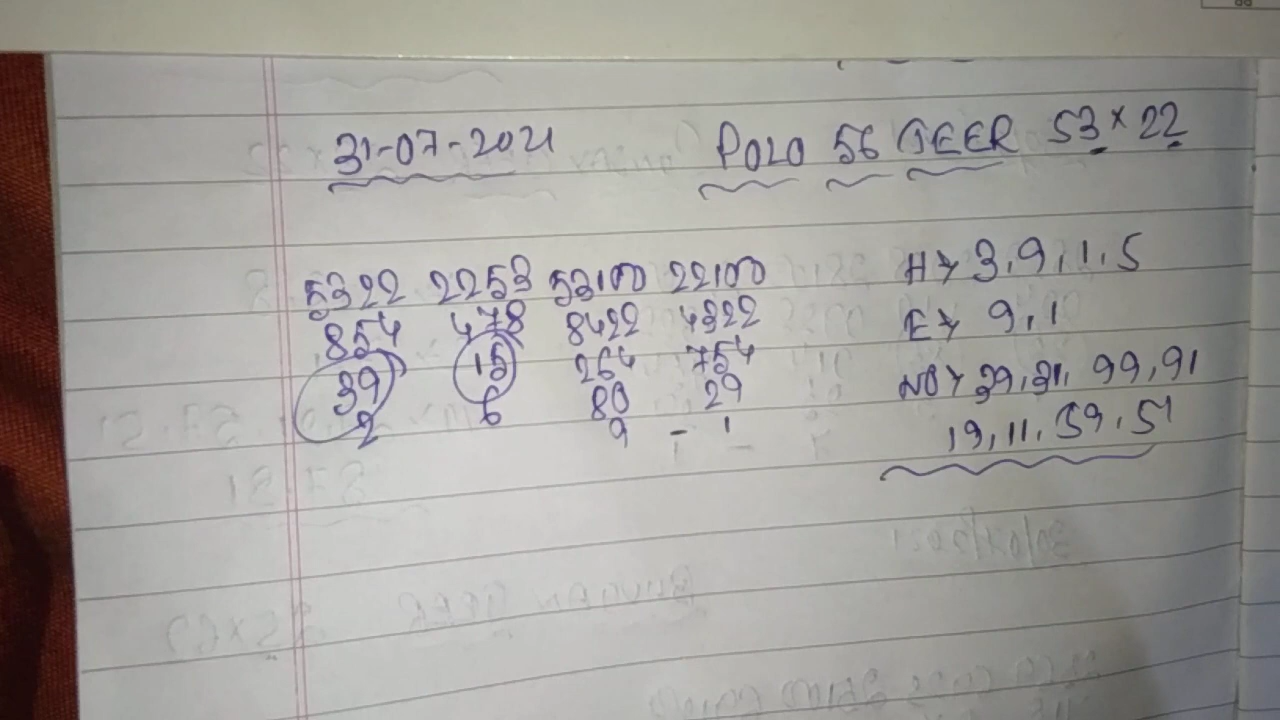 31-07-2021 POLO 56 TEER 53 × 22
5322 2253 53100 22100 H> 3, 9, 1, 5
854 478 8422 4322 E> 9, 1
39 15 264 754 NO> 39, 31, 99, 91
2 6 80 29 19, 11, 59, 51
9 - 1